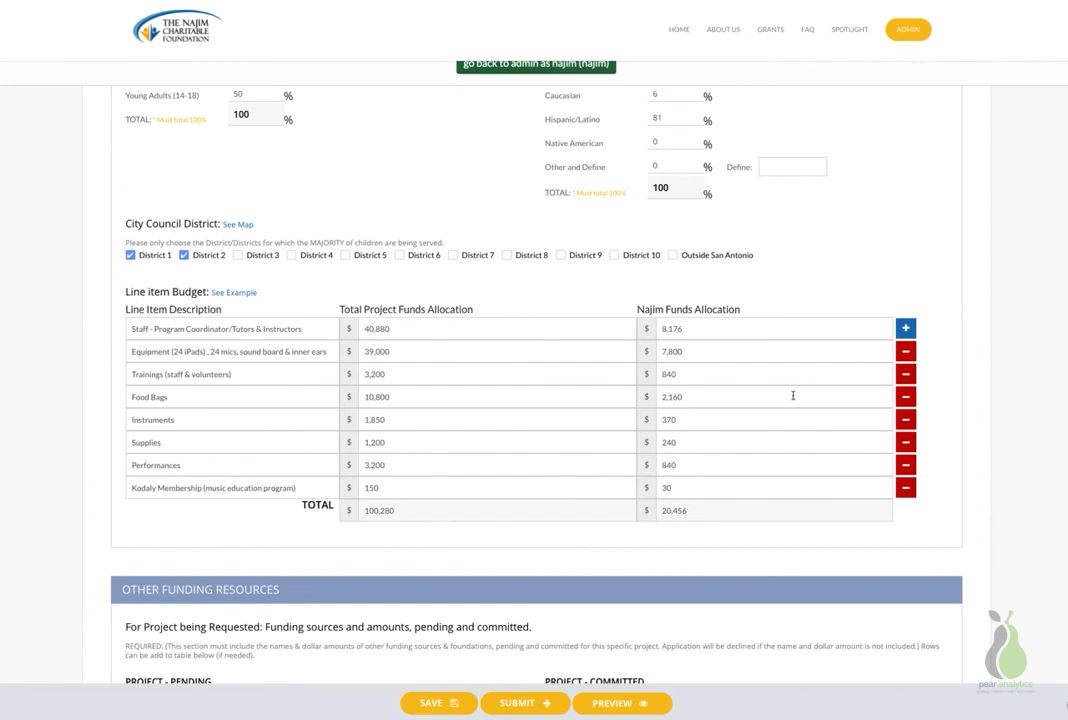 THE NAJIM
CHARITABLE
FOUNDATION
HOME ABOUT US GRANTS FAQ SPOTLIGHT ADMIN
go back to admin as najim (najim)
Young Adults (14-18) 50 %
TOTAL: * Must total 100% 100 %
Caucasian 6 %
Hispanic/Latino 81 %
Native American 0 %
Other and Define 0 % Define:
TOTAL: * Must total 100% 100 %
City Council District: See Map
Please only choose the District/Districts for which the MAJORITY of children are being served.
District 1 District 2 District 3 District 4 District 5 District 6 District 7 District 8 District 9 District 10 Outside San Antonio
Line item Budget: See Example
Line Item Description Total Project Funds Allocation Najim Funds Allocation
Staff - Program Coordinator/Tutors & Instructors $ 40,880 $ 8,176 +
Equipment (24 iPads) , 24 mics, sound board & inner ears $ 39,000 $ 7,800 −
Trainings (staff & volunteers) $ 3,200 $ 840 −
Food Bags $ 10,800 $ 2,160 −
Instruments $ 1,850 $ 370 −
Supplies $ 1,200 $ 240 −
Performances $ 3,200 $ 840 −
Kodaly Membership (music education program) $ 150 $ 30 −
TOTAL $ 100,280 $ 20,456
OTHER FUNDING RESOURCES
For Project being Requested: Funding sources and amounts, pending and committed.
REQUIRED: (This section must include the names & dollar amounts of other funding sources & foundations, pending and committed for this specific project. Application will be declined if the name and dollar amount is not included.) Rows
can be add to table below (if needed).
PROJECT - PENDING PROJECT - COMMITTED
pear analytics
SAVE SUBMIT PREVIEW